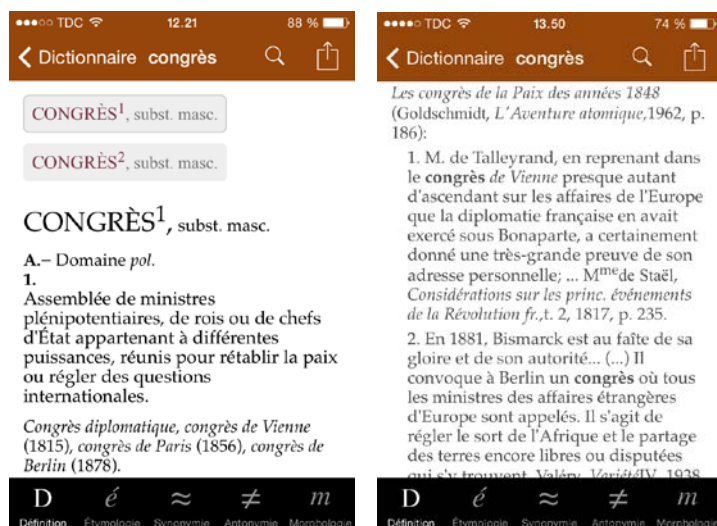 TDC 12.21 88 %
Dictionnaire congrès
CONGRÈS1, subst. masc.
CONGRÈS2, subst. masc.
CONGRÈS1, subst. masc.
A.– Domaine pol.
1.
Assemblée de ministres
plénipotentiaires, de rois ou de chefs
d'État appartenant à différentes
puissances, réunis pour rétablir la paix
ou régler des questions
internationales.
Congrès diplomatique, congrès de Vienne
(1815), congrès de Paris (1856), congrès de
Berlin (1878).
D é ≈ ≠ m
Définition Étymologie Synonymie Antonymie Morphologie
TDC 13.50 74 %
Dictionnaire congrès
Les congrès de la Paix des années 1848
(Goldschmidt, L'Aventure atomique,1962, p.
186):
1. M. de Talleyrand, en reprenant dans
le congrès de Vienne presque autant
d'ascendant sur les affaires de l'Europe
que la diplomatie française en avait
exercé sous Bonaparte, a certainement
donné une très-grande preuve de son
adresse personnelle; ... Mmede Staël,
Considérations sur les princ. événements
de la Révolution fr.,t. 2, 1817, p. 235.
2. En 1881, Bismarck est au faîte de sa
gloire et de son autorité... (...) Il
convoque à Berlin un congrès où tous
les ministres des affaires étrangères
d'Europe sont appelés. Il s'agit de
régler le sort de l'Afrique et le partage
des terres encore libres ou disputées
qui s'y trouvent. Valéry, VariétéIV, 1938
D é ≈ ≠ m
Définition Étymologie Synonymie Antonymie Morphologie